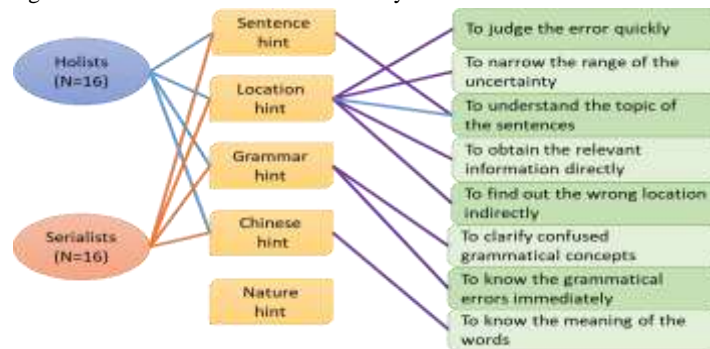 Holists
(N=16)
Serialists
(N=16)
Sentence
hint
Location
hint
Grammar
hint
Chinese
hint
Nature
hint
To judge the error quickly
To narrow the range of the
uncertainty
To understand the topic of
the sentences
To obtain the relevant
information directly
To find out the wrong location
indirectly
To clarify confused
grammatical concepts
To know the grammatical
errors immediately
To know the meaning of the
words